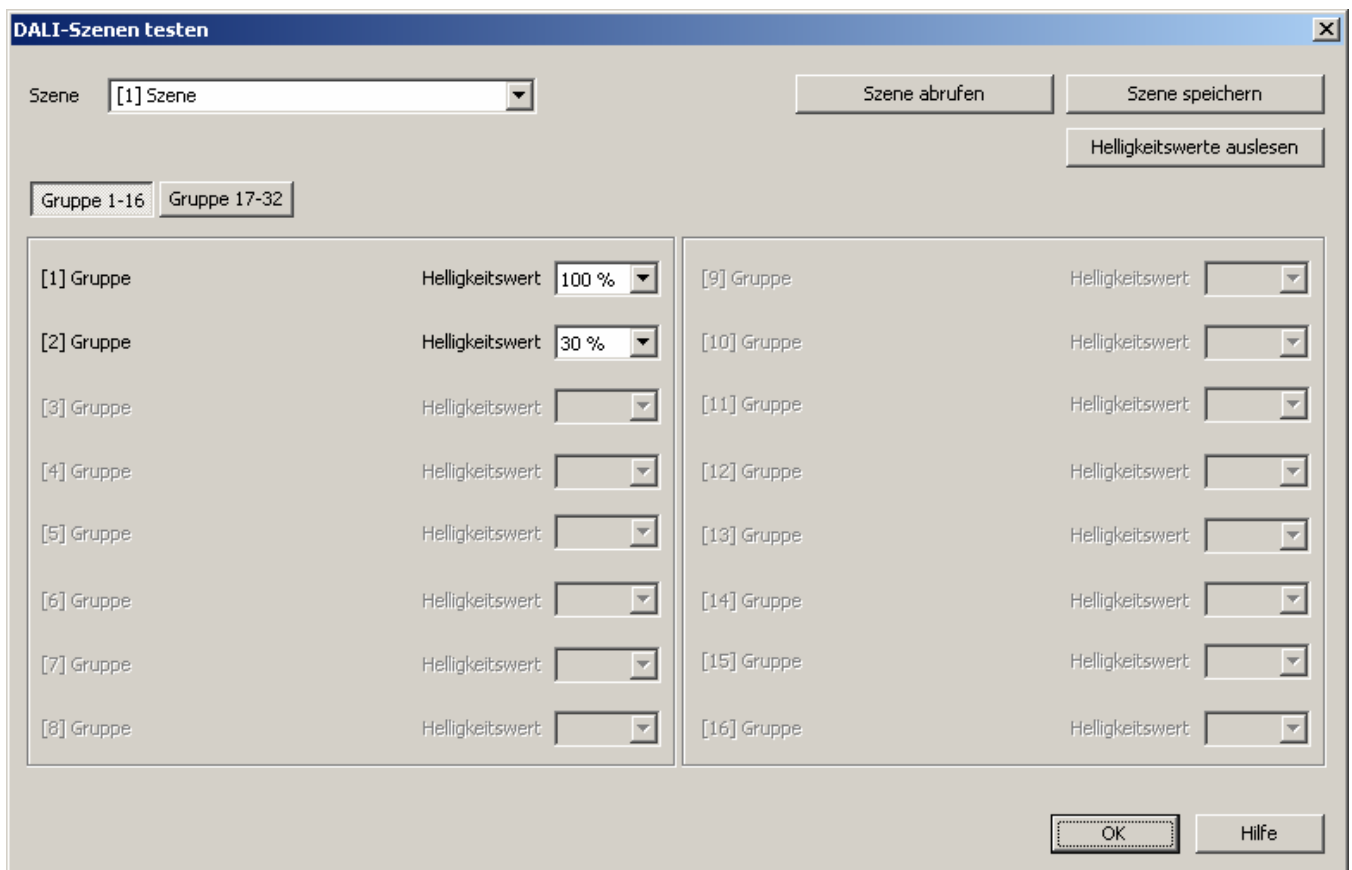 DALI-Szenen testen
Szene [1] Szene Szene abrufen Szene speichern
Helligkeitswerte auslesen
Gruppe 1-16 Gruppe 17-32
[1] Gruppe Helligkeitswert 100 % [9] Gruppe Helligkeitswert
[2] Gruppe Helligkeitswert 30 % [10] Gruppe Helligkeitswert
[3] Gruppe Helligkeitswert [11] Gruppe Helligkeitswert
[4] Gruppe Helligkeitswert [12] Gruppe Helligkeitswert
[5] Gruppe Helligkeitswert [13] Gruppe Helligkeitswert
[6] Gruppe Helligkeitswert [14] Gruppe Helligkeitswert
[7] Gruppe Helligkeitswert [15] Gruppe Helligkeitswert
[8] Gruppe Helligkeitswert [16] Gruppe Helligkeitswert
OK Hilfe